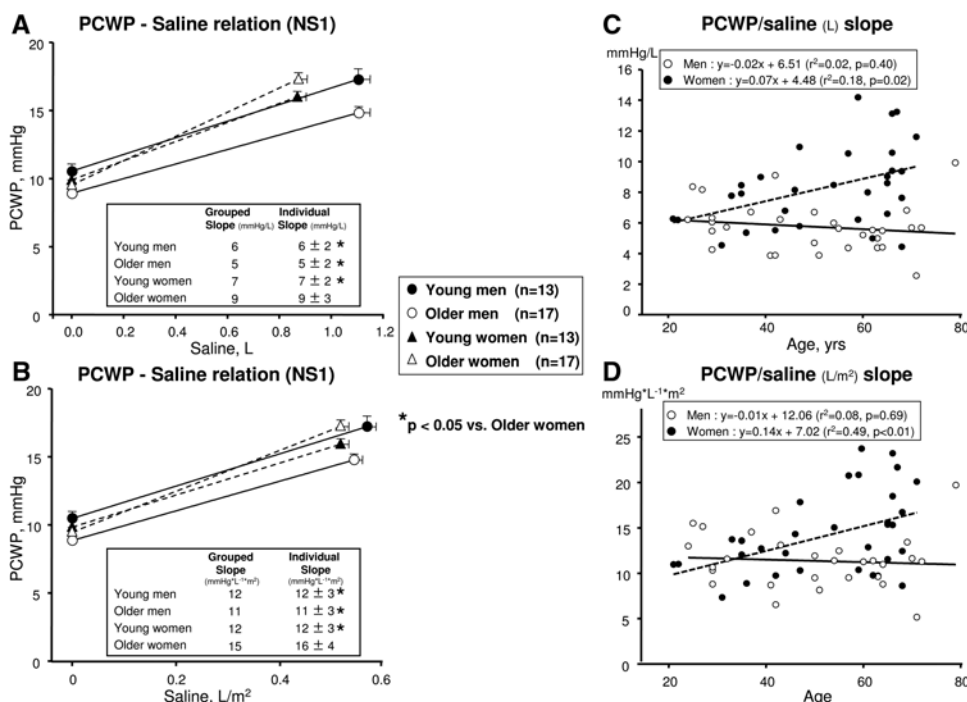 A
PCWP - Saline relation (NS1)
20
15
10
5
0
PCWP, mmHg
Grouped Slope (mmHg/L)
Individual Slope (mmHg/L)
Young men 6 6 ± 2 *
Older men 5 5 ± 2 *
Young women 7 7 ± 2 *
Older women 9 9 ± 3
0.0 0.2 0.4 0.6 0.8 1.0 1.2
Saline, L
Young men (n=13)
Older men (n=17)
Young women (n=13)
Older women (n=17)
*p < 0.05 vs. Older women
B
PCWP - Saline relation (NS1)
20
15
10
5
0
PCWP, mmHg
Grouped Slope (mmHg*L-1*m2)
Individual Slope (mmHg*L-1*m2)
Young men 12 12 ± 3 *
Older men 11 11 ± 3 *
Young women 12 12 ± 3 *
Older women 15 16 ± 4
0 0.2 0.4 0.6
Saline, L/m2
C
PCWP/saline (L) slope
mmHg/L
Men : y=-0.02x + 6.51 (r2=0.02, p=0.40)
Women : y=0.07x + 4.48 (r2=0.18, p=0.02)
16
14
12
10
8
6
4
2
0
20 40 60 80
Age, yrs
D
PCWP/saline (L/m2) slope
mmHg*L-1*m2
Men : y=-0.01x + 12.06 (r2=0.08, p=0.69)
Women : y=0.14x + 7.02 (r2=0.49, p<0.01)
25
20
15
10
5
0
20 40 60 80
Age